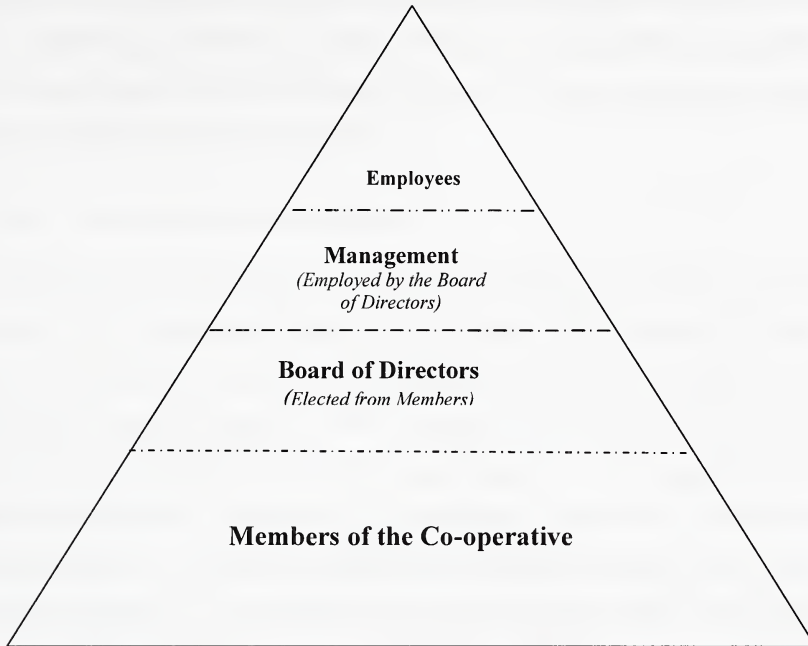 Employees
Management
(Employed by the Board
of Directors)
Board of Directors
(Elected from Members)
Members of the Co-operative